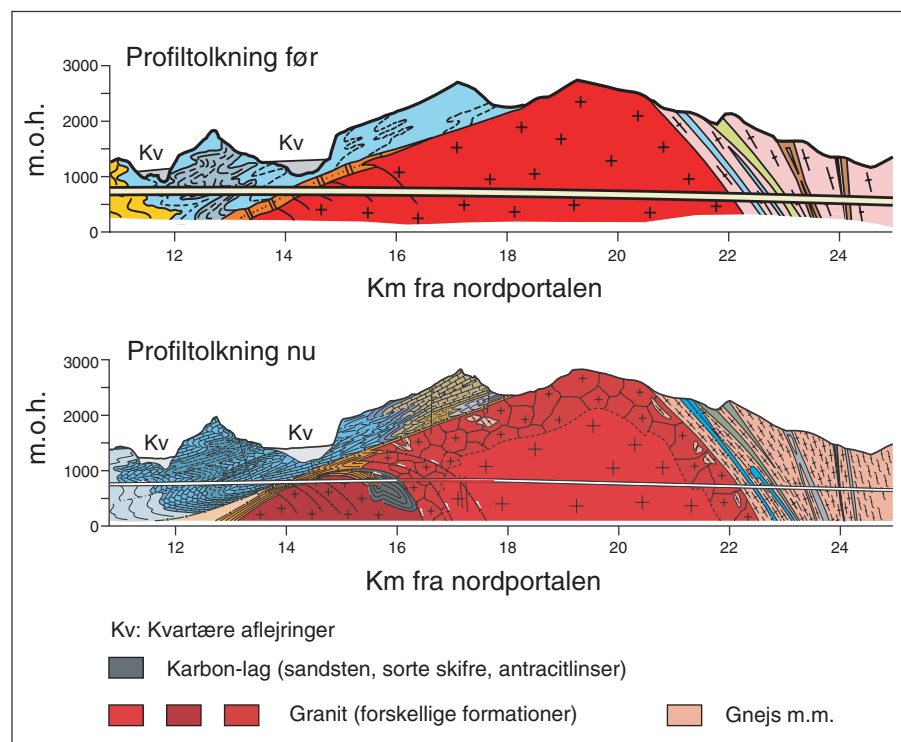 Profiltolkning før
m.o.h.
3000
2000
1000
0
Kv
Kv
12 14 16 18 20 22 24
Km fra nordportalen
Profiltolkning nu
m.o.h.
3000
2000
1000
0
Kv
Kv
12 14 16 18 20 22 24
Km fra nordportalen
Kv: Kvartære aflejringer
Karbon-lag (sandsten, sorte skifre, antracitlinser)
Granit (forskellige formationer)
Gnejs m.m.